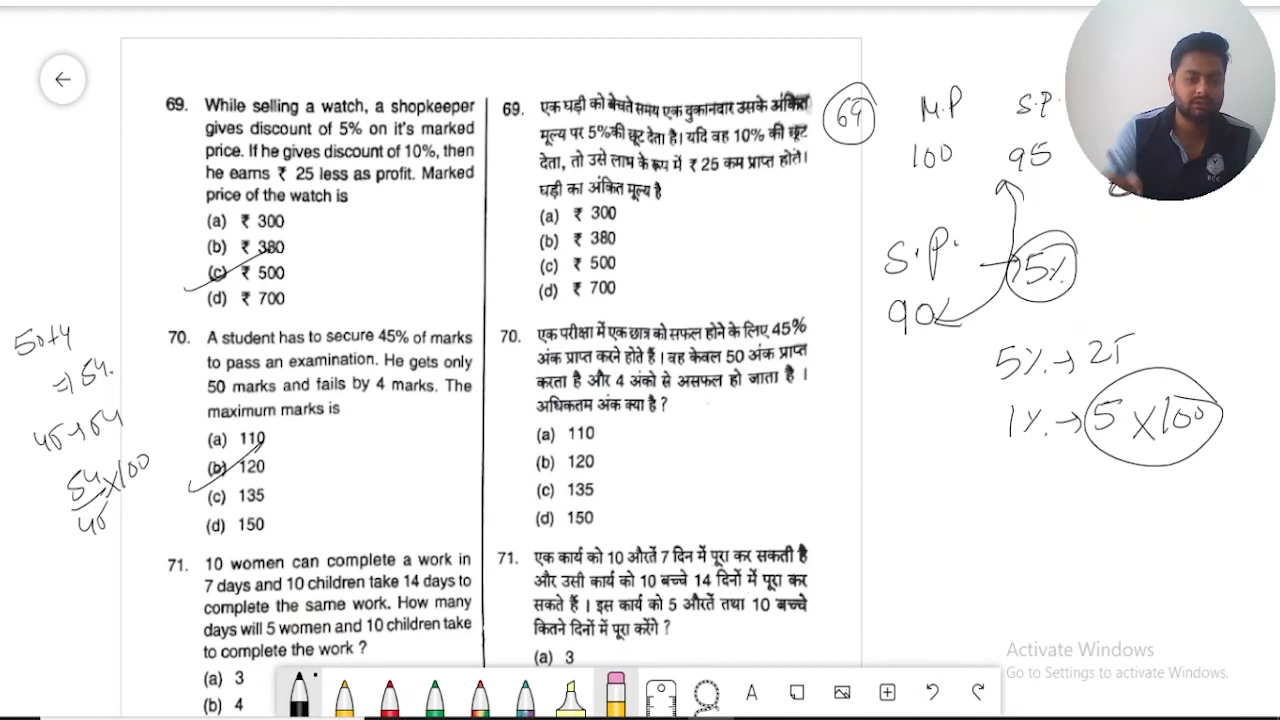 69. While selling a watch, a shopkeeper
gives discount of 5% on it's marked
price. If he gives discount of 10%, then
he earns ₹ 25 less as profit. Marked
price of the watch is
(a) ₹ 300
(b) ₹ 380
(c) ₹ 500
(d) ₹ 700
70. A student has to secure 45% of marks
to pass an examination. He gets only
50 marks and fails by 4 marks. The
maximum marks is
(a) 110
(b) 120
(c) 135
(d) 150
71. 10 women can complete a work in
7 days and 10 children take 14 days to
complete the same work. How many
days will 5 women and 10 children take
to complete the work ?
(a) 3
(b) 4
69. एक घड़ी को बेचते समय एक दुकानदार उसके अंकित
मूल्य पर 5% की छूट देता है। यदि वह 10% की छूट
देता, तो उसे लाभ के रूप में ₹ 25 कम प्राप्त होते।
घड़ी का अंकित मूल्य है
(a) ₹ 300
(b) ₹ 380
(c) ₹ 500
(d) ₹ 700
70. एक परीक्षा में एक छात्र को सफल होने के लिए 45%
अंक प्राप्त करने होते हैं। वह केवल 50 अंक प्राप्त
करता है और 4 अंको से असफल हो जाता है ।
अधिकतम अंक क्या है ?
(a) 110
(b) 120
(c) 135
(d) 150
71. एक कार्य को 10 औरतें 7 दिन में पूरा कर सकती है
और उसी कार्य को 10 बच्चे 14 दिनों में पूरा कर
सकते हैं । इस कार्य को 5 औरतें तथा 10 बच्चे
कितने दिनों में पूरा करेंगे ?
(a) 3
50+4
⇒ 54.
45 → 54
54/45 × 100
69 M.P S.P.
100 95
S.P. 5%
90
5% → 25
1% → 5 × 100
RCC
Activate Windows
Go to Settings to activate Windows.
A